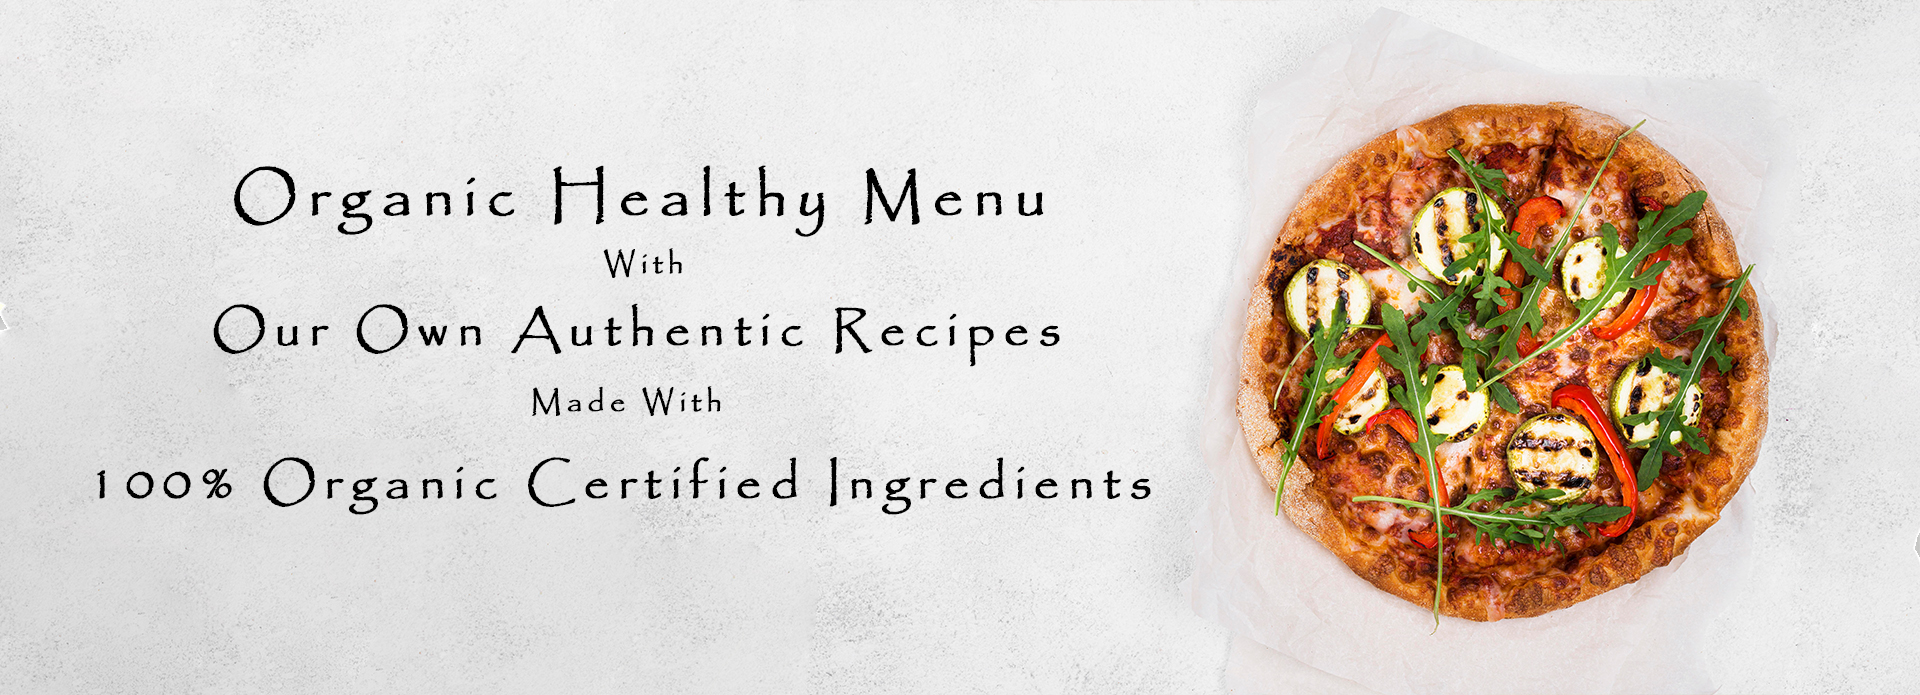 Organic Healthy Menu
With
Our Own Authentic Recipes
Made With
100% Organic Certified Ingredients